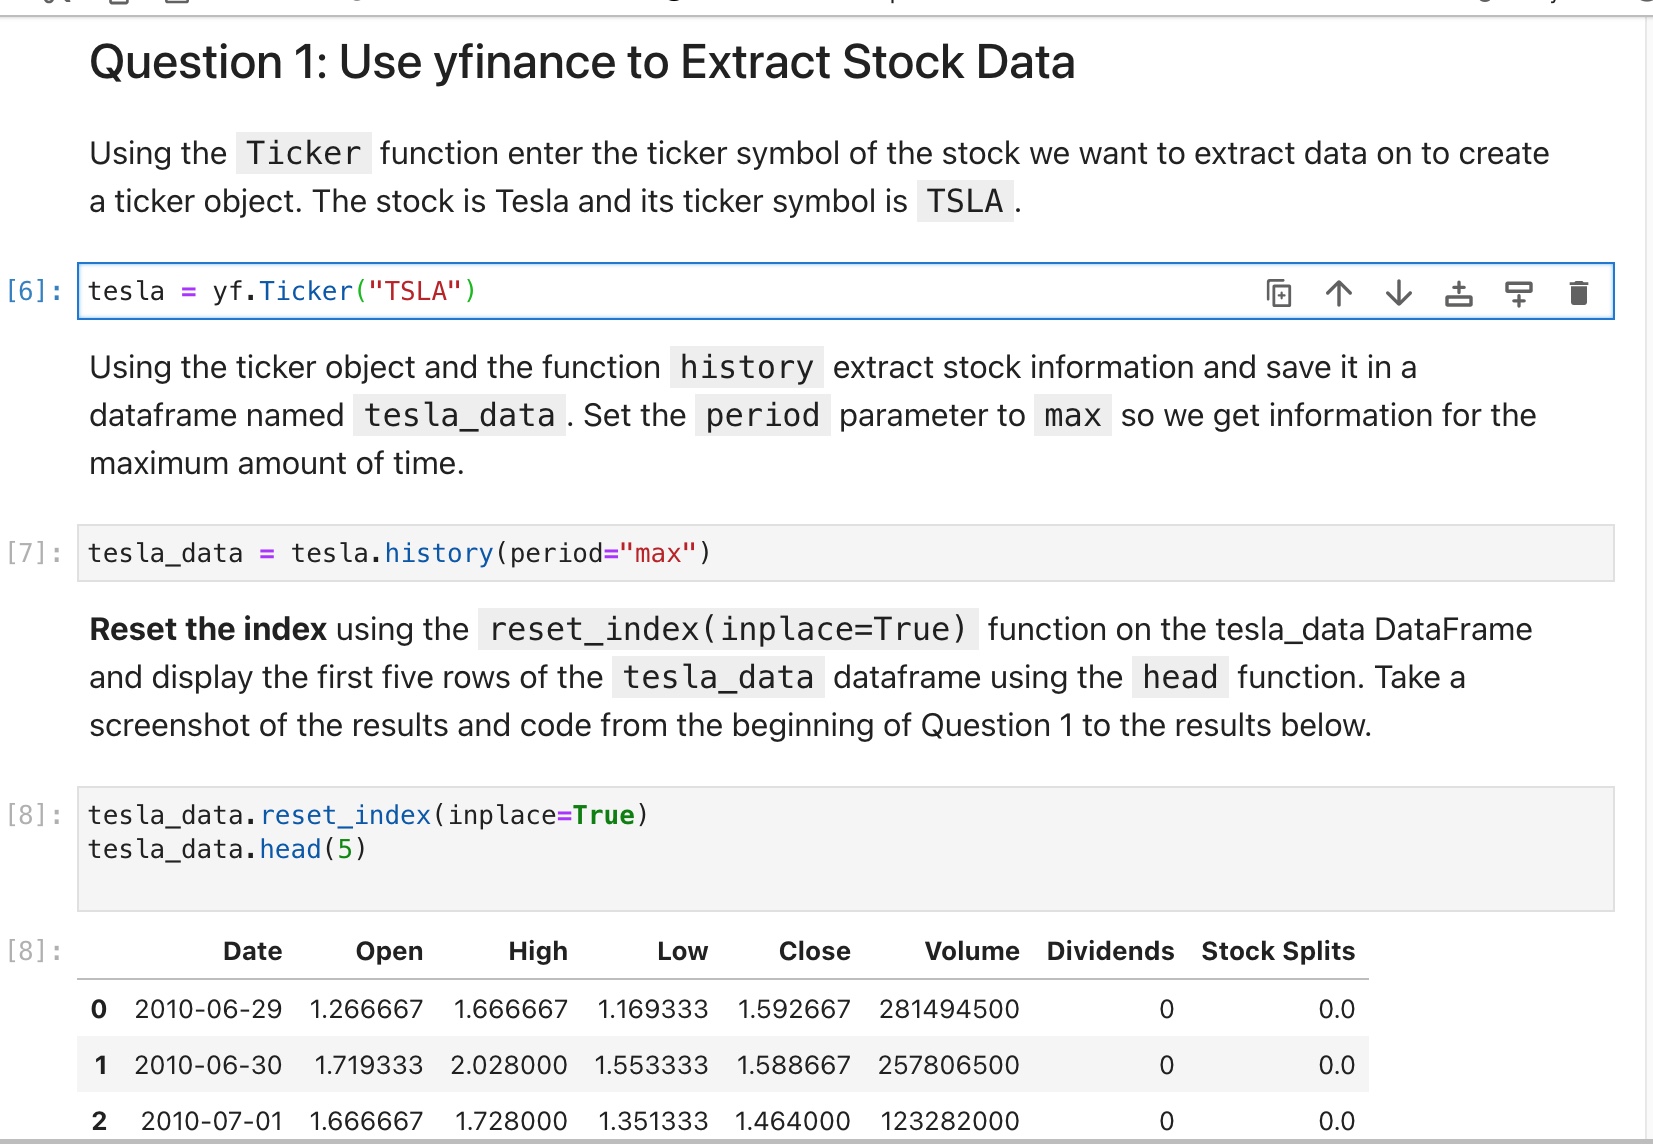 Question 1: Use yfinance to Extract Stock Data
Using the Ticker function enter the ticker symbol of the stock we want to extract data on to create
a ticker object. The stock is Tesla and its ticker symbol is TSLA .
[6]: tesla = yf.Ticker("TSLA")
Using the ticker object and the function history extract stock information and save it in a
dataframe named tesla_data . Set the period parameter to max so we get information for the
maximum amount of time.
[7]: tesla_data = tesla.history(period="max")
Reset the index using the reset_index(inplace=True) function on the tesla_data DataFrame
and display the first five rows of the tesla_data dataframe using the head function. Take a
screenshot of the results and code from the beginning of Question 1 to the results below.
[8]: tesla_data.reset_index(inplace=True)
tesla_data.head(5)
[8]: Date Open High Low Close Volume Dividends Stock Splits
0 2010-06-29 1.266667 1.666667 1.169333 1.592667 281494500 0 0.0
1 2010-06-30 1.719333 2.028000 1.553333 1.588667 257806500 0 0.0
2 2010-07-01 1.666667 1.728000 1.351333 1.464000 123282000 0 0.0